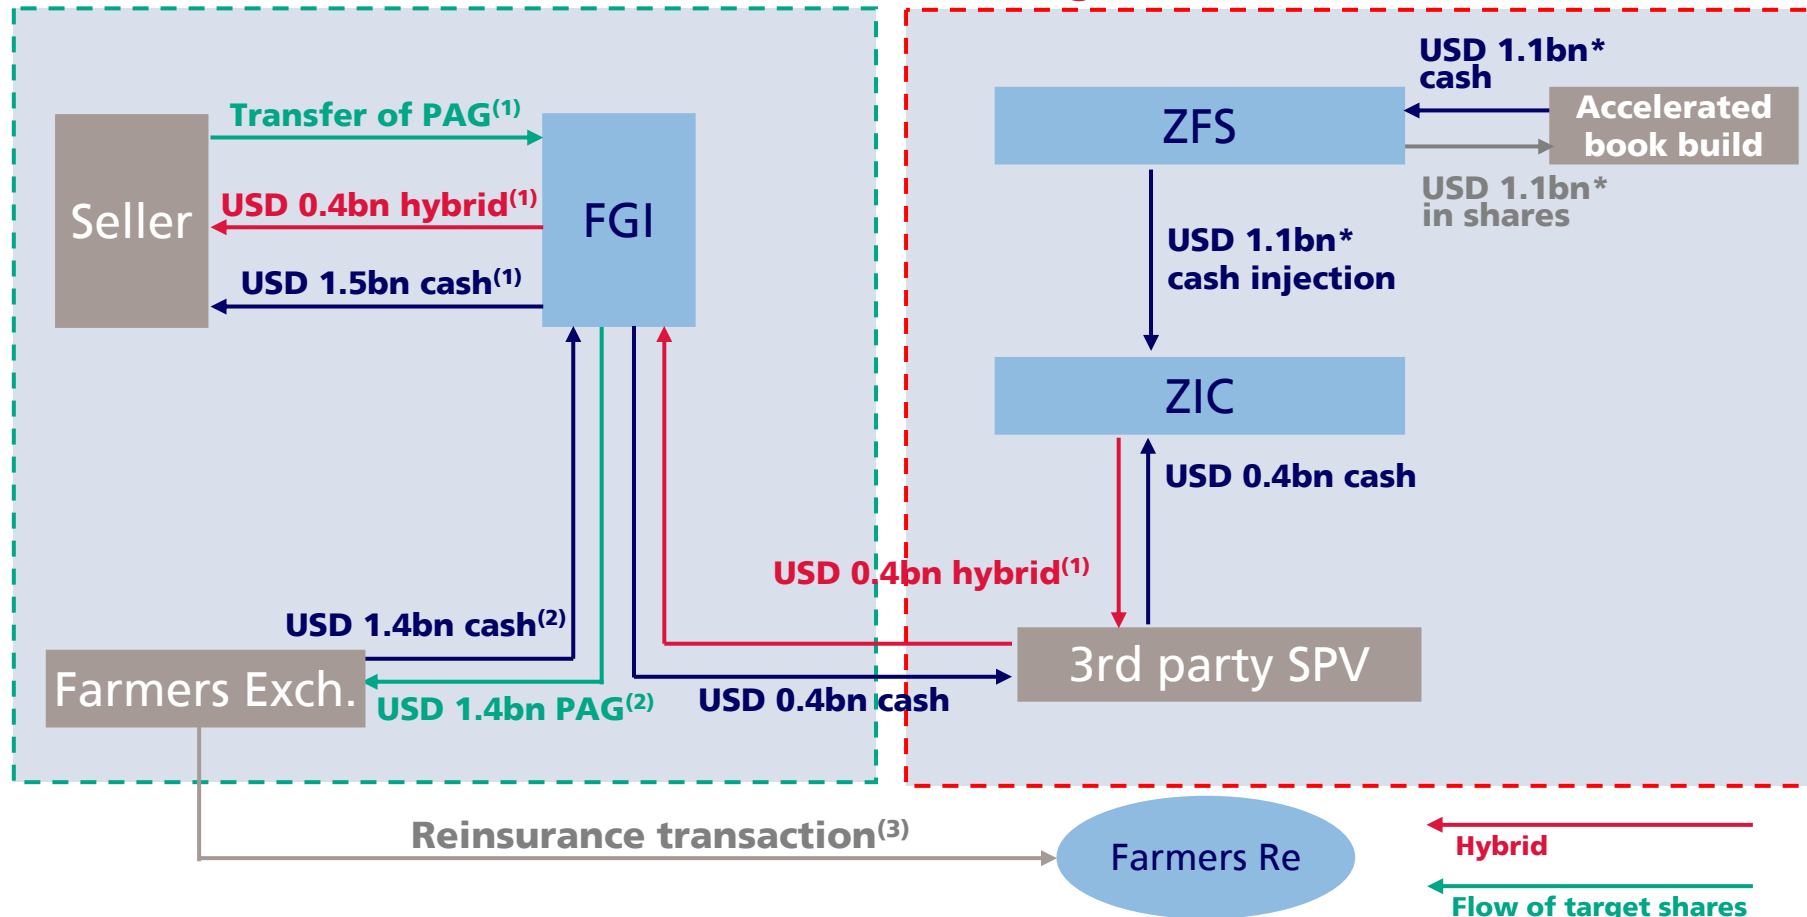 USD 1.1bn*
cash
Transfer of PAG(1)
ZFS
Accelerated
book build
USD 0.4bn hybrid(1)
Seller
FGI
USD 1.1bn*
in shares
USD 1.1bn*
cash injection
USD 1.5bn cash(1)
ZIC
USD 0.4bn cash
USD 0.4bn hybrid(1)
USD 1.4bn cash(2)
3rd party SPV
Farmers Exch.
USD 1.4bn PAG(2)
USD 0.4bn cash
Reinsurance transaction(3)
Farmers Re
Hybrid
Flow of target shares